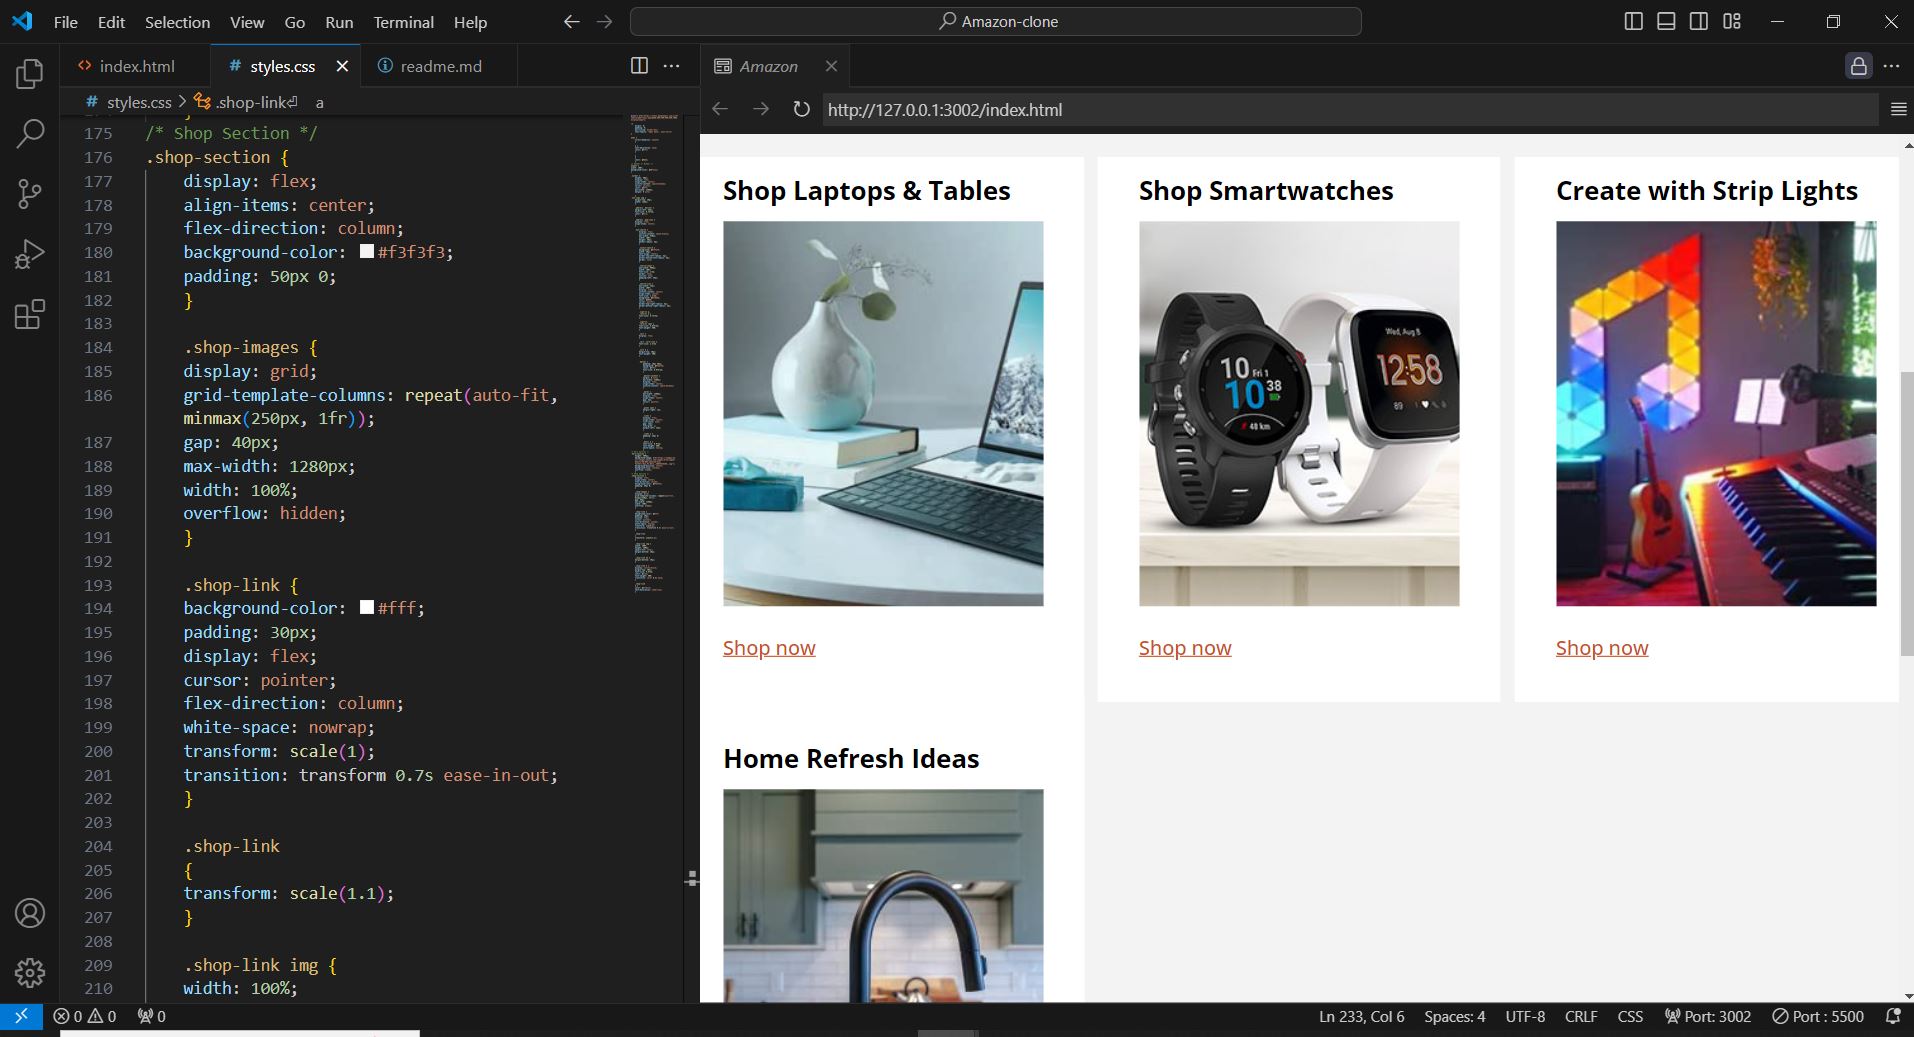 File Edit Selection View Go Run Terminal Help
Amazon-clone
index.html
styles.css
readme.md
Amazon
styles.css > .shop-link a
http://127.0.0.1:3002/index.html
175 /* Shop Section */
176 .shop-section {
177 display: flex;
178 align-items: center;
179 flex-direction: column;
180 background-color: #f3f3f3;
181 padding: 50px 0;
182 }
183
184 .shop-images {
185 display: grid;
186 grid-template-columns: repeat(auto-fit,
minmax(250px, 1fr));
187 gap: 40px;
188 max-width: 1280px;
189 width: 100%;
190 overflow: hidden;
191 }
192
193 .shop-link {
194 background-color: #fff;
195 padding: 30px;
196 display: flex;
197 cursor: pointer;
198 flex-direction: column;
199 white-space: nowrap;
200 transform: scale(1);
201 transition: transform 0.7s ease-in-out;
202 }
203
204 .shop-link
205 {
206 transform: scale(1.1);
207 }
208
209 .shop-link img {
210 width: 100%;
Shop Laptops & Tables
Shop now
Shop Smartwatches
10 Fri 1
10 38
48 km
Wed, Aug 8
12:58
89
Shop now
Create with Strip Lights
Shop now
Home Refresh Ideas
0 0 0
Ln 233, Col 6 Spaces: 4 UTF-8 CRLF CSS Port: 3002 Port : 5500